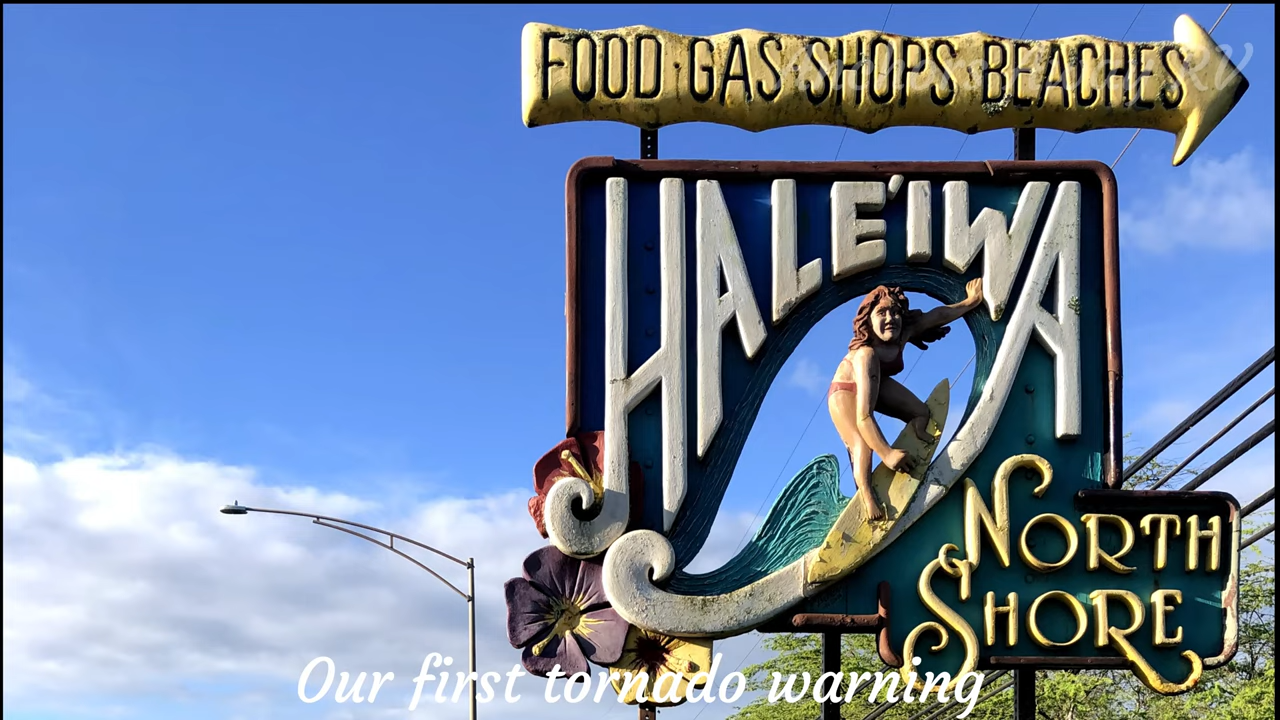 FOOD·GAS SHOPS BEACHES
HALE'IWA
NORTH
SHORE
Our first tornado warning